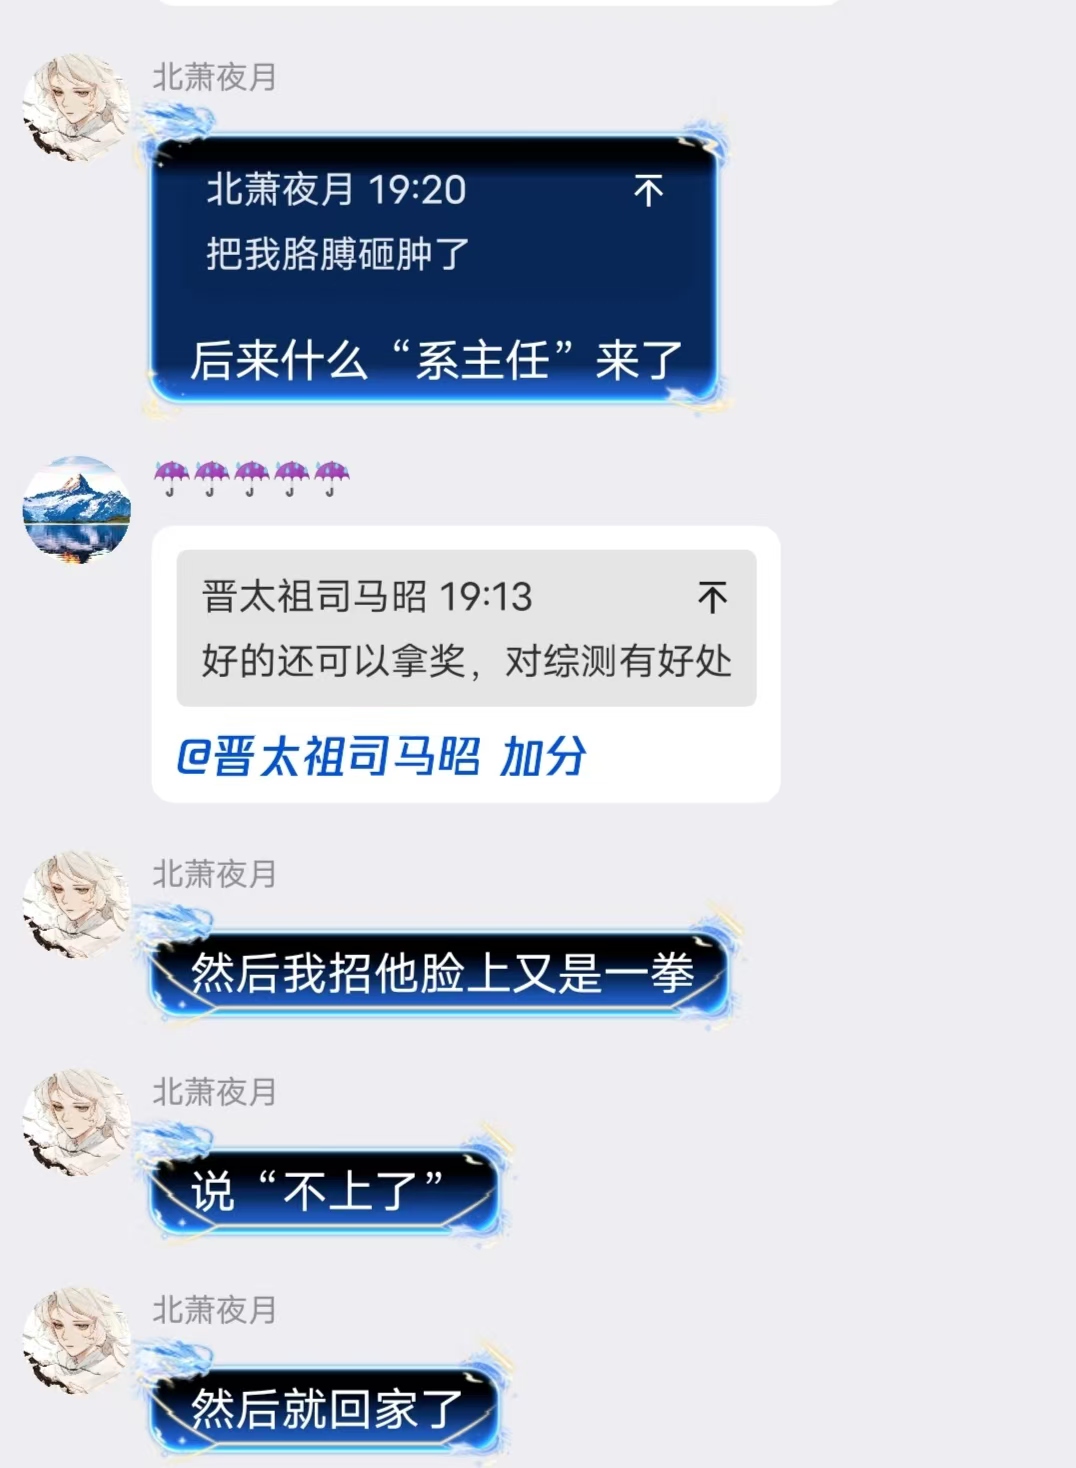 北萧夜月
北萧夜月 19:20
把我胳膊砸肿了
后来什么“系主任”来了
☔☔☔☔☔
晋太祖司马昭 19:13
好的还可以拿奖，对综测有好处
@晋太祖司马昭 加分
北萧夜月
然后我招他脸上又是一拳
北萧夜月
说“不上了”
北萧夜月
然后就回家了